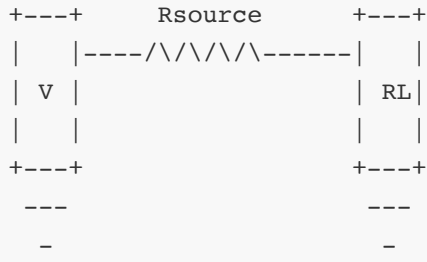 +---+      Rsource      +---+
|   |----/\/\/\/\------|   |
| V |                   | RL|
|   |                   |   |
+---+                   +---+
 ---                     ---
  -                       -